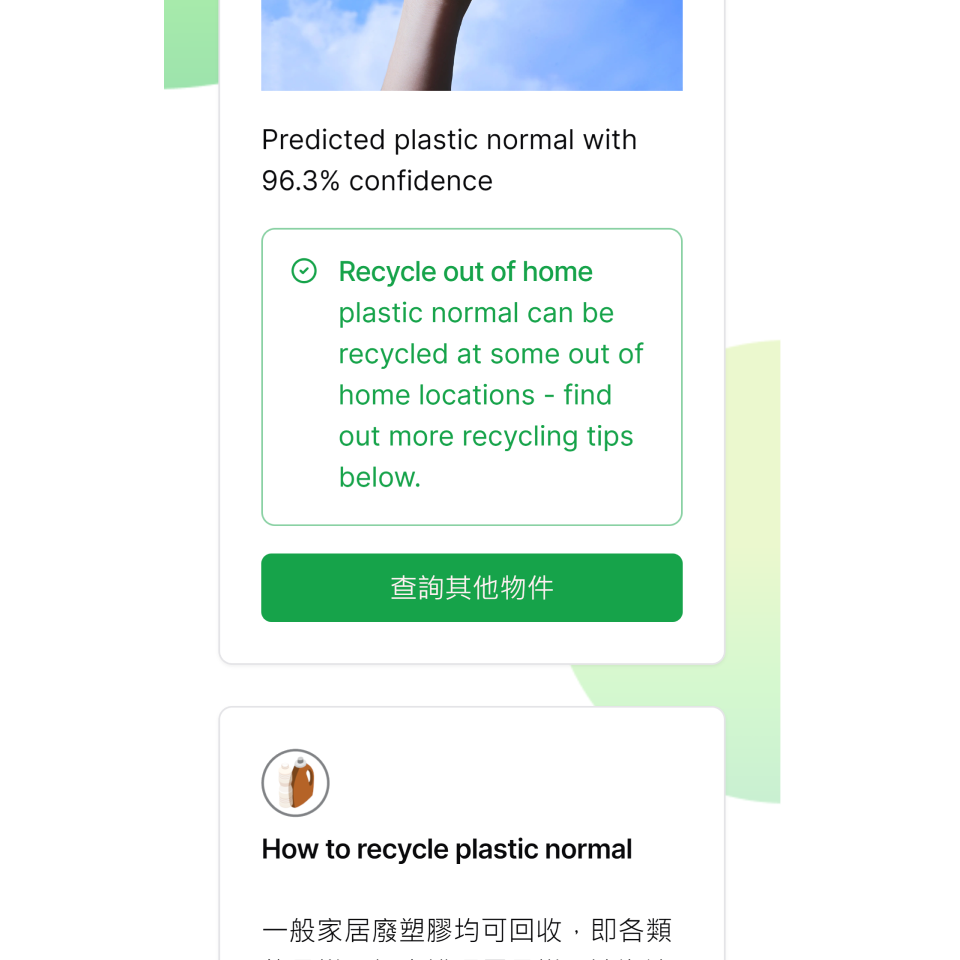 Predicted plastic normal with
96.3% confidence
Recycle out of home
plastic normal can be
recycled at some out of
home locations - find
out more recycling tips
below.
查詢其他物件
How to recycle plastic normal
一般家居廢塑膠均可回收，即各類